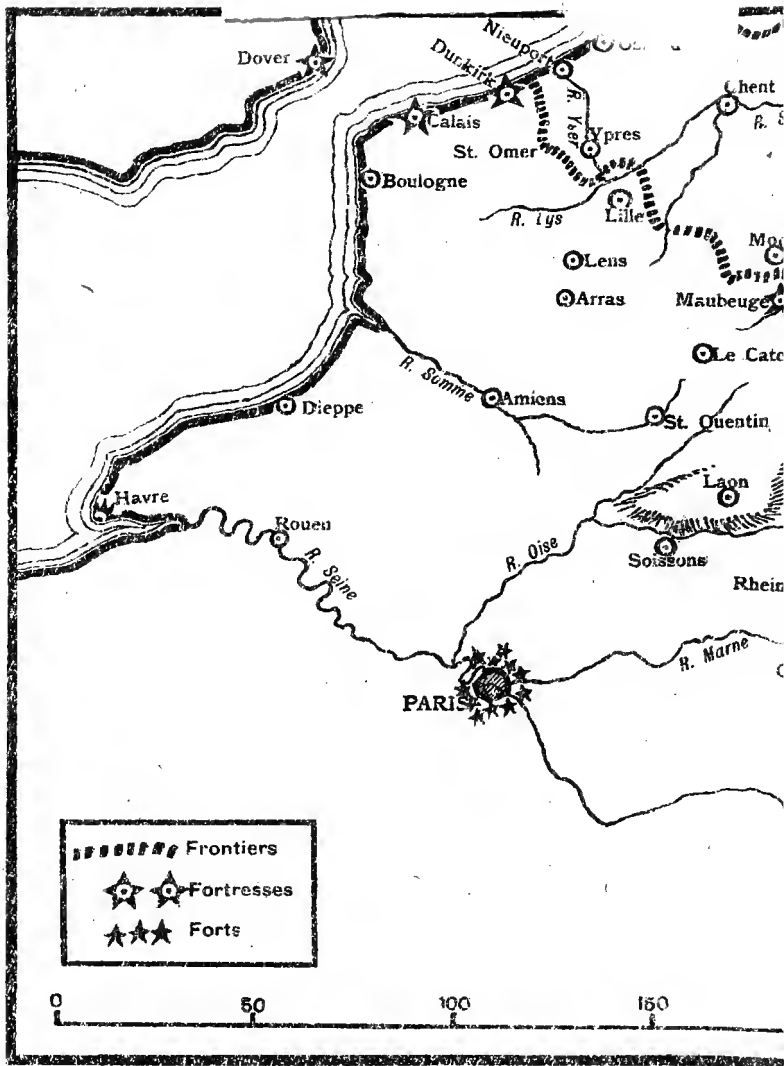 Dover
Nieuport
Dunkirk
Calais
R. Yser
Ypres
St. Omer
Boulogne
R. Lys
Lille
Lens
Arras
Maubeuge
R. Somme
Amiens
Dieppe
St. Quentin
Havre
Laon
Rouen
R. Seine
R. Oise
Soissons
R. Marne
PARIS
Frontiers
Fortresses
Forts
0 50 100 150